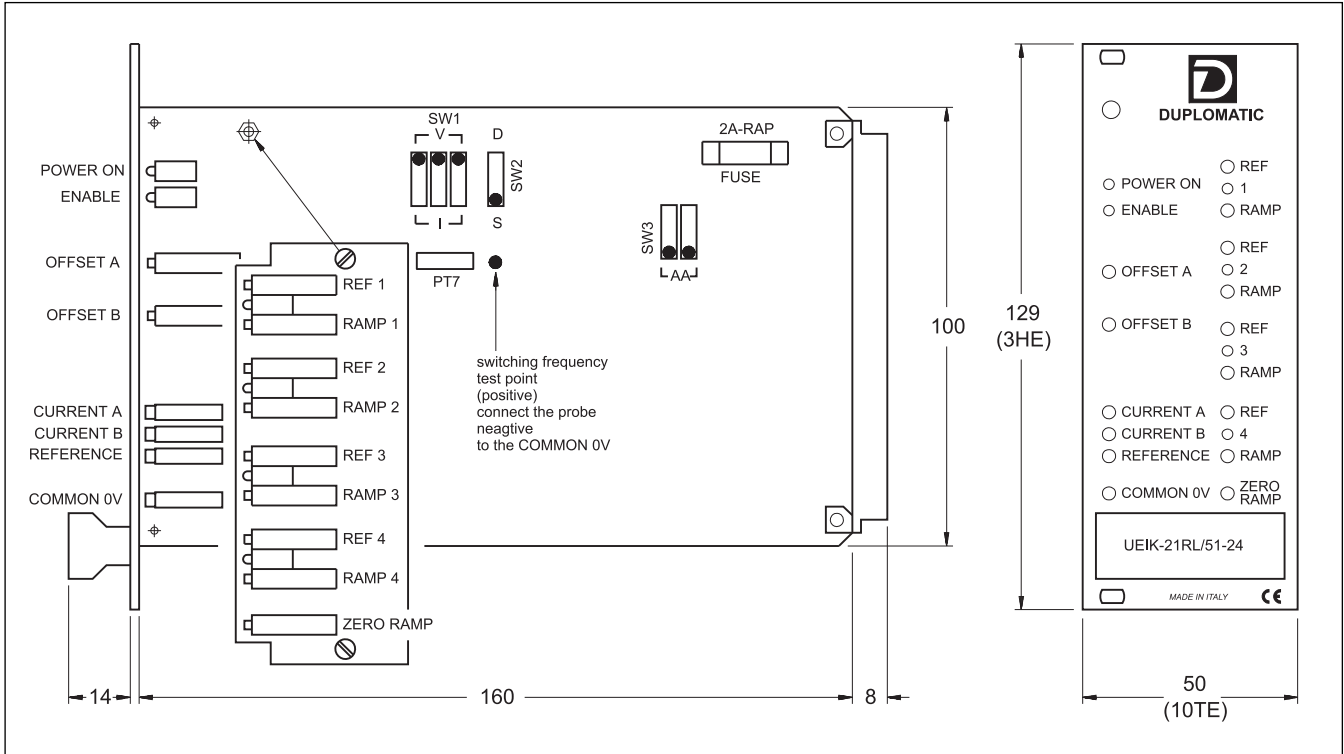 SW1
V
D
2A-RAP
FUSE
POWER ON
ENABLE
SW2
I
S
SW3
AA
OFFSET A
OFFSET B
PT7
REF 1
RAMP 1
REF 2
RAMP 2
REF 3
RAMP 3
REF 4
RAMP 4
ZERO RAMP
switching frequency
test point
(positive)
connect the probe
neagtive
to the COMMON 0V
CURRENT A
CURRENT B
REFERENCE
COMMON 0V
14
160
8
100
129
(3HE)
D
DUPLOMATIC
POWER ON
ENABLE
REF
1
RAMP
OFFSET A
REF
2
RAMP
OFFSET B
REF
3
RAMP
CURRENT A
CURRENT B
REFERENCE
REF
4
RAMP
COMMON 0V
ZERO
RAMP
UEIK-21RL/51-24
MADE IN ITALY
CE
50
(10TE)